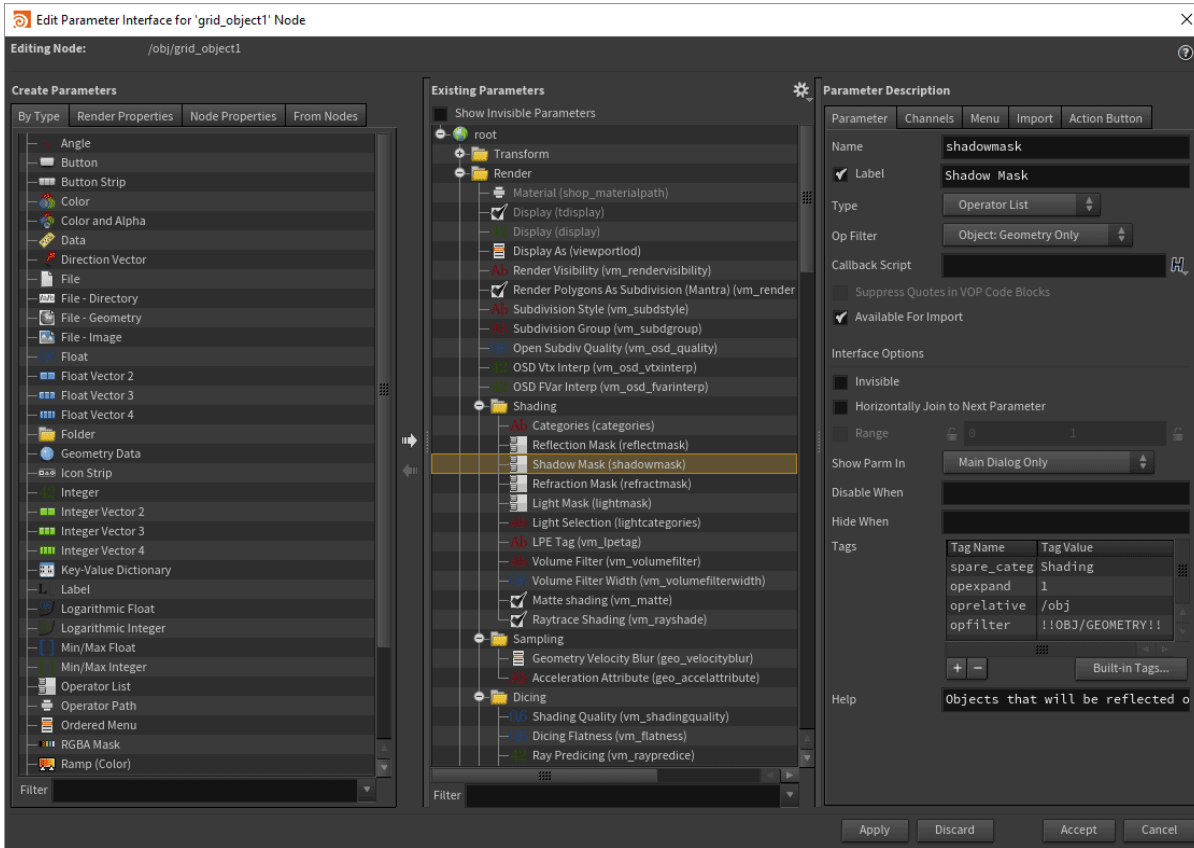 Edit Parameter Interface for 'grid_object1' Node
Editing Node: /obj/grid_object1
Create Parameters
By Type Render Properties Node Properties From Nodes
Angle
Button
Button Strip
Color
Color and Alpha
Data
Direction Vector
File
File - Directory
File - Geometry
File - Image
Float
Float Vector 2
Float Vector 3
Float Vector 4
Folder
Geometry Data
Icon Strip
Integer
Integer Vector 2
Integer Vector 3
Integer Vector 4
Key-Value Dictionary
Label
Logarithmic Float
Logarithmic Integer
Min/Max Float
Min/Max Integer
Operator List
Operator Path
Ordered Menu
RGBA Mask
Ramp (Color)
Filter
Existing Parameters
Show Invisible Parameters
root
Transform
Render
Material (shop_materialpath)
Display (tdisplay)
Display (display)
Display As (viewportlod)
Render Visibility (vm_rendervisibility)
Render Polygons As Subdivision (Mantra) (vm_render
Subdivision Style (vm_subdstyle)
Subdivision Group (vm_subdgroup)
Open Subdiv Quality (vm_osd_quality)
OSD Vtx Interp (vm_osd_vtxinterp)
OSD FVar Interp (vm_osd_fvarinterp)
Shading
Categories (categories)
Reflection Mask (reflectmask)
Shadow Mask (shadowmask)
Refraction Mask (refractmask)
Light Mask (lightmask)
Light Selection (lightcategories)
LPE Tag (vm_lpetag)
Volume Filter (vm_volumefilter)
Volume Filter Width (vm_volumefilterwidth)
Matte shading (vm_matte)
Raytrace Shading (vm_rayshade)
Sampling
Geometry Velocity Blur (geo_velocityblur)
Acceleration Attribute (geo_accelattribute)
Dicing
Shading Quality (vm_shadingquality)
Dicing Flatness (vm_flatness)
Ray Predicing (vm_raypredice)
Filter
Parameter Description
Parameter Channels Menu Import Action Button
Name shadowmask
Label Shadow Mask
Type Operator List
Op Filter Object: Geometry Only
Callback Script
Suppress Quotes in VOP Code Blocks
Available For Import
Interface Options
Invisible
Horizontally Join to Next Parameter
Range 0 1
Show Parm In Main Dialog Only
Disable When
Hide When
Tags
Tag Name Tag Value
spare_categ Shading
opexpand 1
oprelative /obj
opfilter !!OBJ/GEOMETRY!!
+ - Built-in Tags...
Help Objects that will be reflected o
Apply Discard Accept Cancel